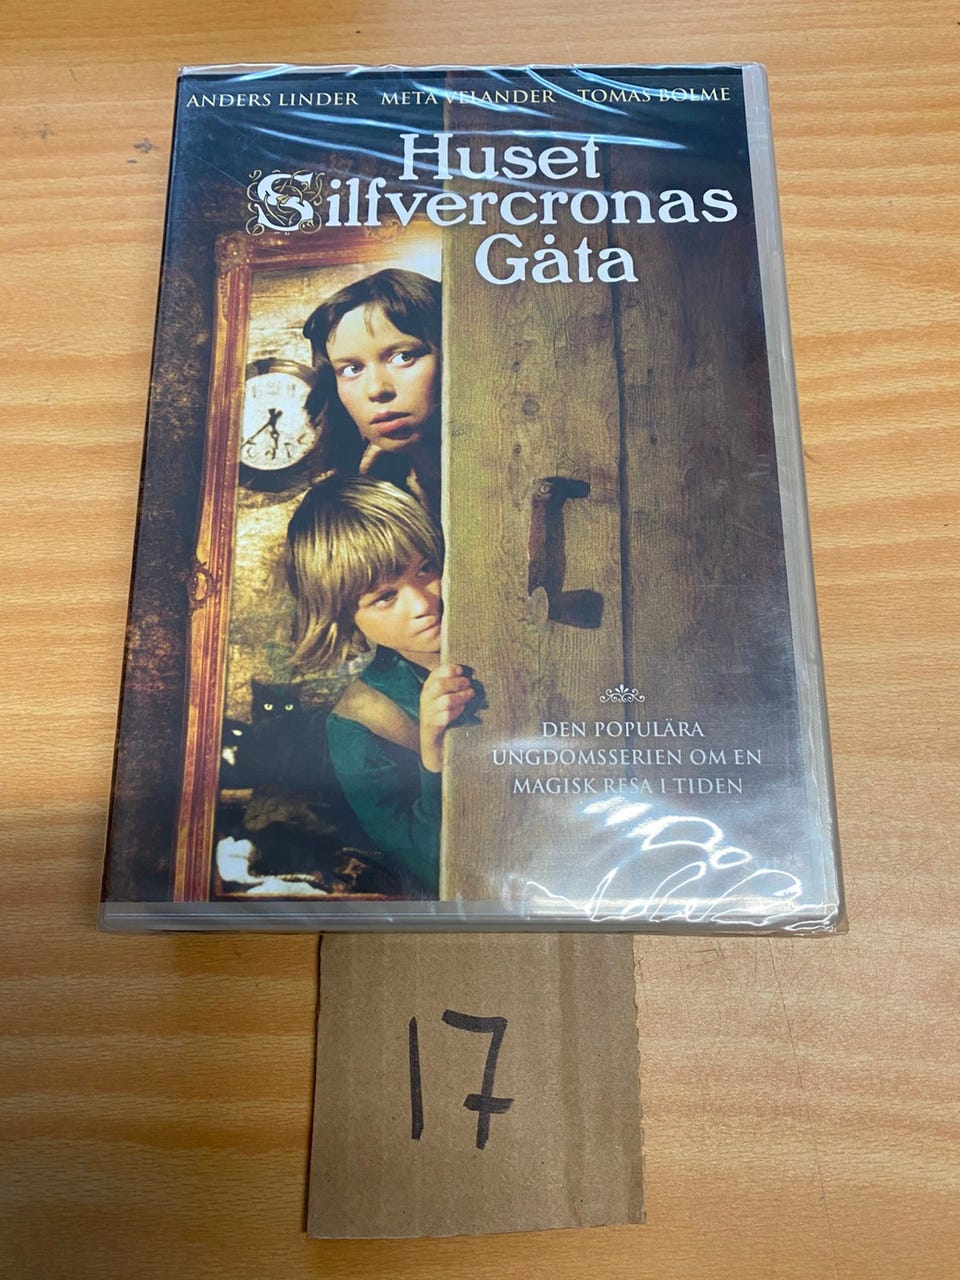 ANDERS LINDER META VELANDER TOMAS BOLME
Huset
Silfvercronas
Gåta
DEN POPULÄRA
UNGDOMSSERIEN OM EN
MAGISK RESA I TIDEN
17